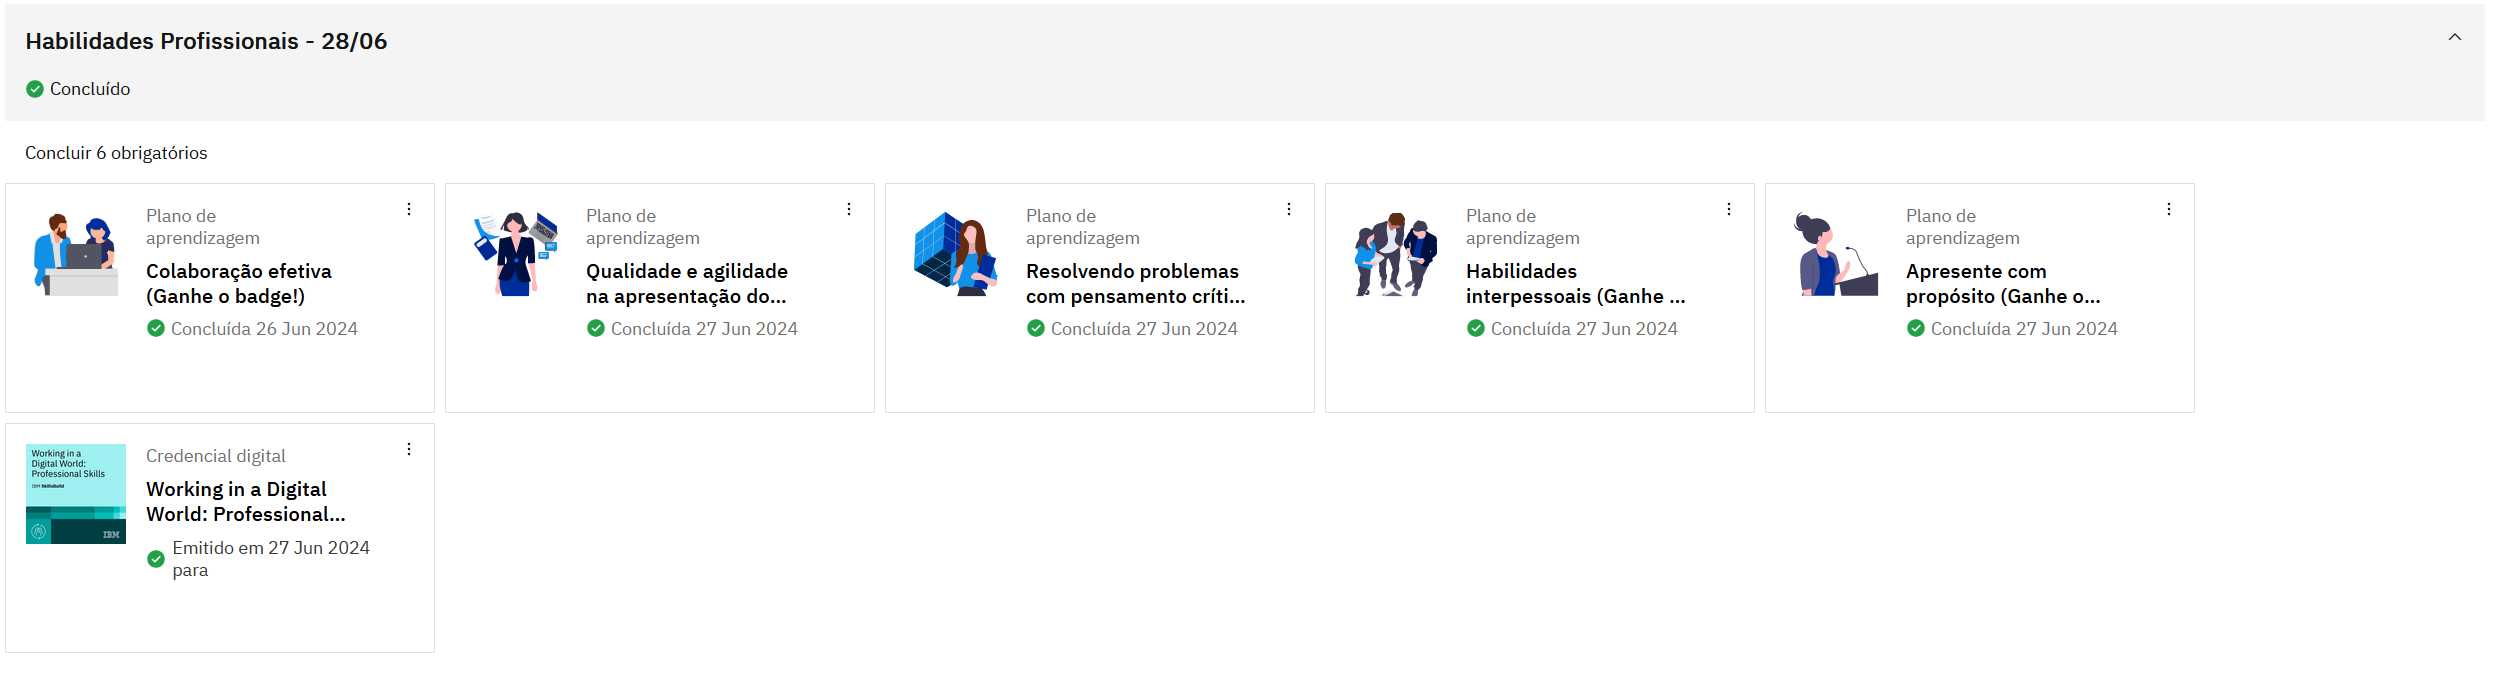 Habilidades Profissionais - 28/06
Concluído
Concluir 6 obrigatórios
Plano de
aprendizagem
Colaboração efetiva
(Ganhe o badge!)
Concluída 26 Jun 2024
Plano de
aprendizagem
Qualidade e agilidade
na apresentação do...
Concluída 27 Jun 2024
Plano de
aprendizagem
Resolvendo problemas
com pensamento críti...
Concluída 27 Jun 2024
Plano de
aprendizagem
Habilidades
interpessoais (Ganhe ...
Concluída 27 Jun 2024
Plano de
aprendizagem
Apresente com
propósito (Ganhe o...
Concluída 27 Jun 2024
Working in a
Digital World:
Professional Skills
IBM SkillsBuild
IBM
Credencial digital
Working in a Digital
World: Professional...
Emitido em 27 Jun 2024
para